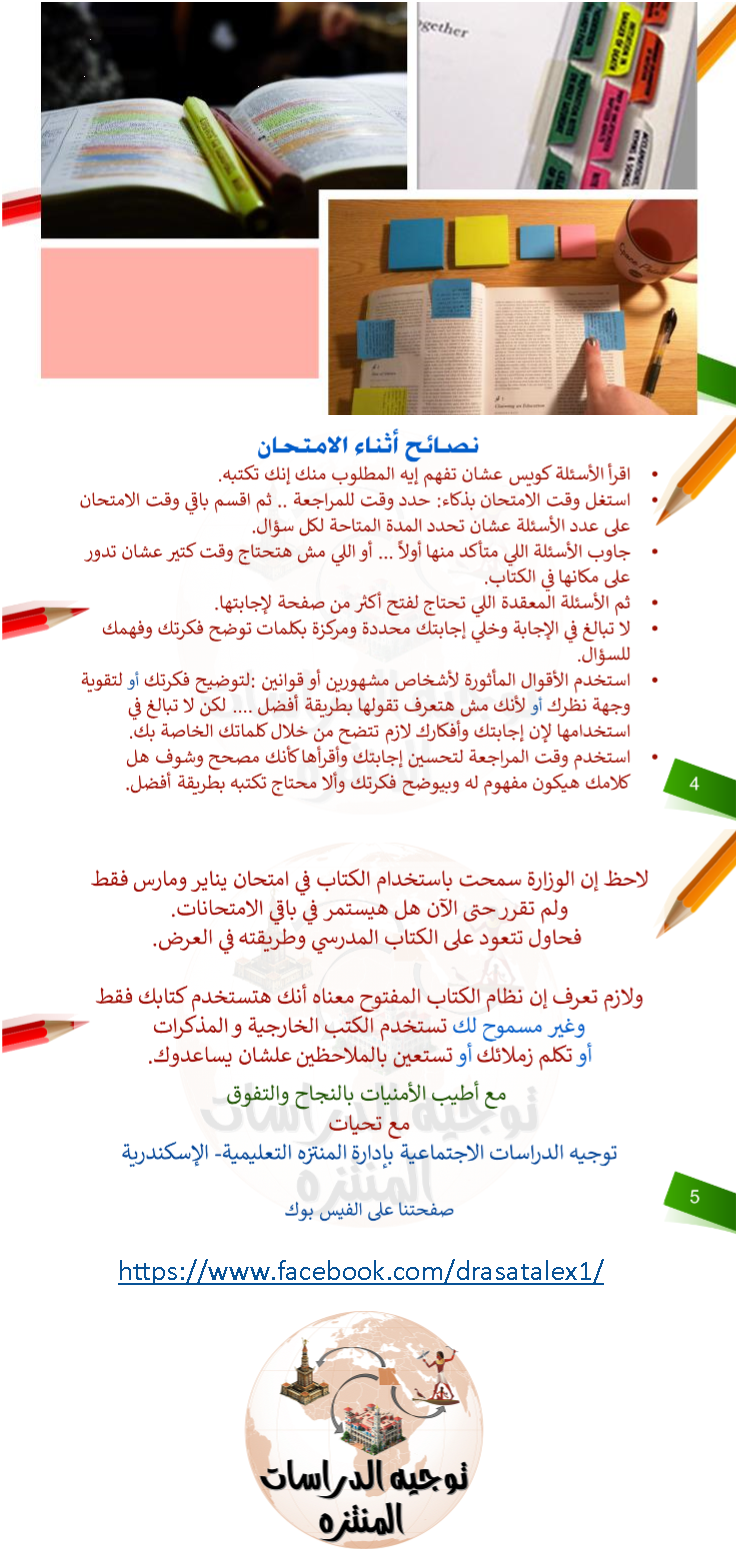 ogether
نصائح أثناء الامتحان
• اقرأ الأسئلة كويس عشان تفهم إيه المطلوب منك إنك تكتبه.
• استغل وقت الامتحان بذكاء: حدد وقت للمراجعة .. ثم اقسم باقي وقت الامتحان
على عدد الأسئلة عشان تحدد المدة المتاحة لكل سؤال.
• جاوب الأسئلة اللي متأكد منها أولاً ... أو اللي مش هتحتاج وقت كتير عشان تدور
على مكانها في الكتاب.
• ثم الأسئلة المعقدة اللي تحتاج لفتح أكثر من صفحة لإجابتها.
• لا تبالغ في الإجابة وخلي إجابتك محددة ومركزة بكلمات توضح فكرتك وفهمك
للسؤال.
• استخدم الأقوال المأثورة لأشخاص مشهورين أو قوانين :لتوضيح فكرتك أو لتقوية
وجهة نظرك أو لأنك مش هتعرف تقولها بطريقة أفضل .... لكن لا تبالغ في
استخدامها لإن إجابتك وأفكارك لازم تتضح من خلال كلماتك الخاصة بك.
• استخدم وقت المراجعة لتحسين إجابتك وأقرأها كأنك مصحح وشوف هل
كلامك هيكون مفهوم له وبيوضح فكرتك وألا محتاج تكتبه بطريقة أفضل.
4
لاحظ إن الوزارة سمحت باستخدام الكتاب في امتحان يناير ومارس فقط
ولم تقرر حتى الآن هل هيستمر في باقي الامتحانات.
فحاول تتعود على الكتاب المدرسي وطريقته في العرض.
ولازم تعرف إن نظام الكتاب المفتوح معناه أنك هتستخدم كتابك فقط
وغير مسموح لك تستخدم الكتب الخارجية و المذكرات
أو تكلم زملائك أو تستعين بالملاحظين علشان يساعدوك.
مع أطيب الأمنيات بالنجاح والتفوق
مع تحيات
توجيه الدراسات الاجتماعية بإدارة المنتزه التعليمية- الإسكندرية
5
صفحتنا على الفيس بوك
https://www.facebook.com/drasatalex1/
توجيه الدراسات
المنتزه